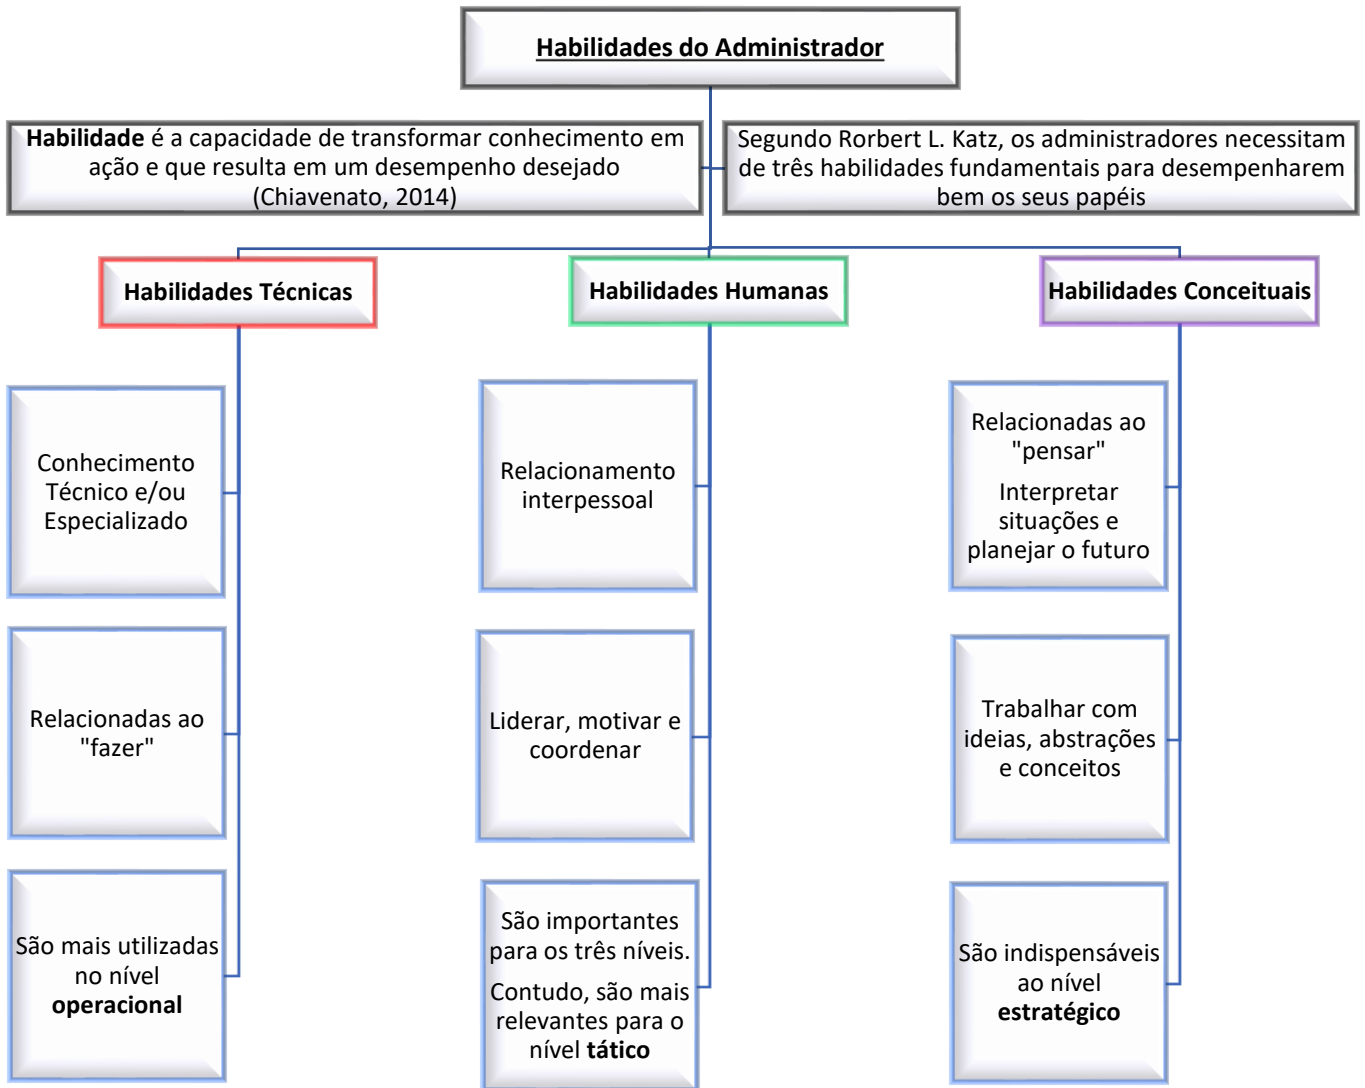 Habilidades do Administrador
Habilidade é a capacidade de transformar conhecimento em
ação e que resulta em um desempenho desejado
(Chiavenato, 2014)
Segundo Rorbert L. Katz, os administradores necessitam
de três habilidades fundamentais para desempenharem
bem os seus papéis
Habilidades Técnicas
Conhecimento
Técnico e/ou
Especializado
Relacionadas ao
"fazer"
São mais utilizadas
no nível
operacional
Habilidades Humanas
Relacionamento
interpessoal
Liderar, motivar e
coordenar
São importantes
para os três níveis.
Contudo, são mais
relevantes para o
nível tático
Habilidades Conceituais
Relacionadas ao
"pensar"
Interpretar
situações e
planejar o futuro
Trabalhar com
ideias, abstrações
e conceitos
São indispensáveis
ao nível
estratégico